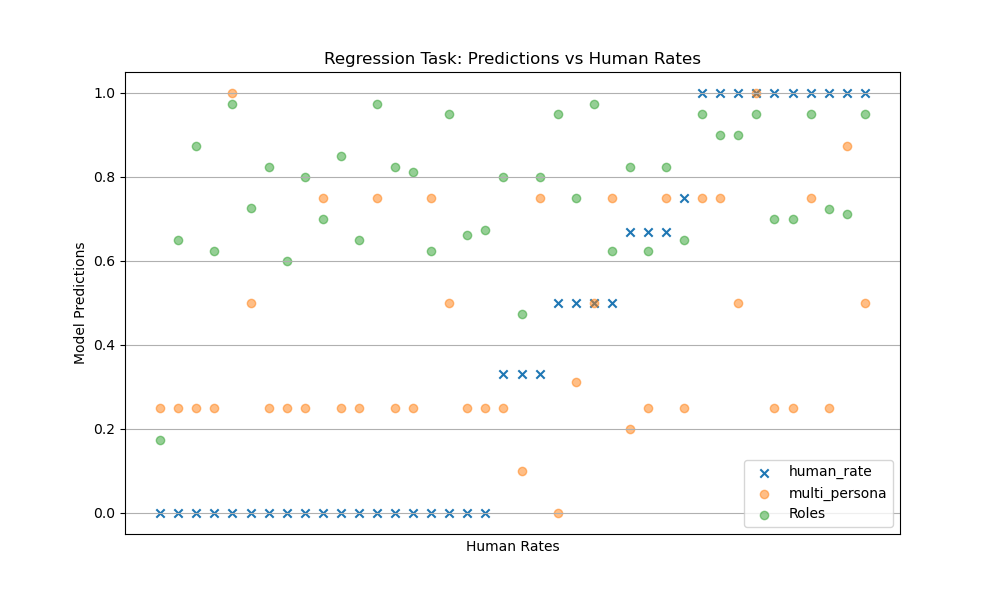 Regression Task: Predictions vs Human Rates
Model Predictions
1.0
0.8
0.6
0.4
0.2
0.0
human_rate
multi_persona
Roles
Human Rates